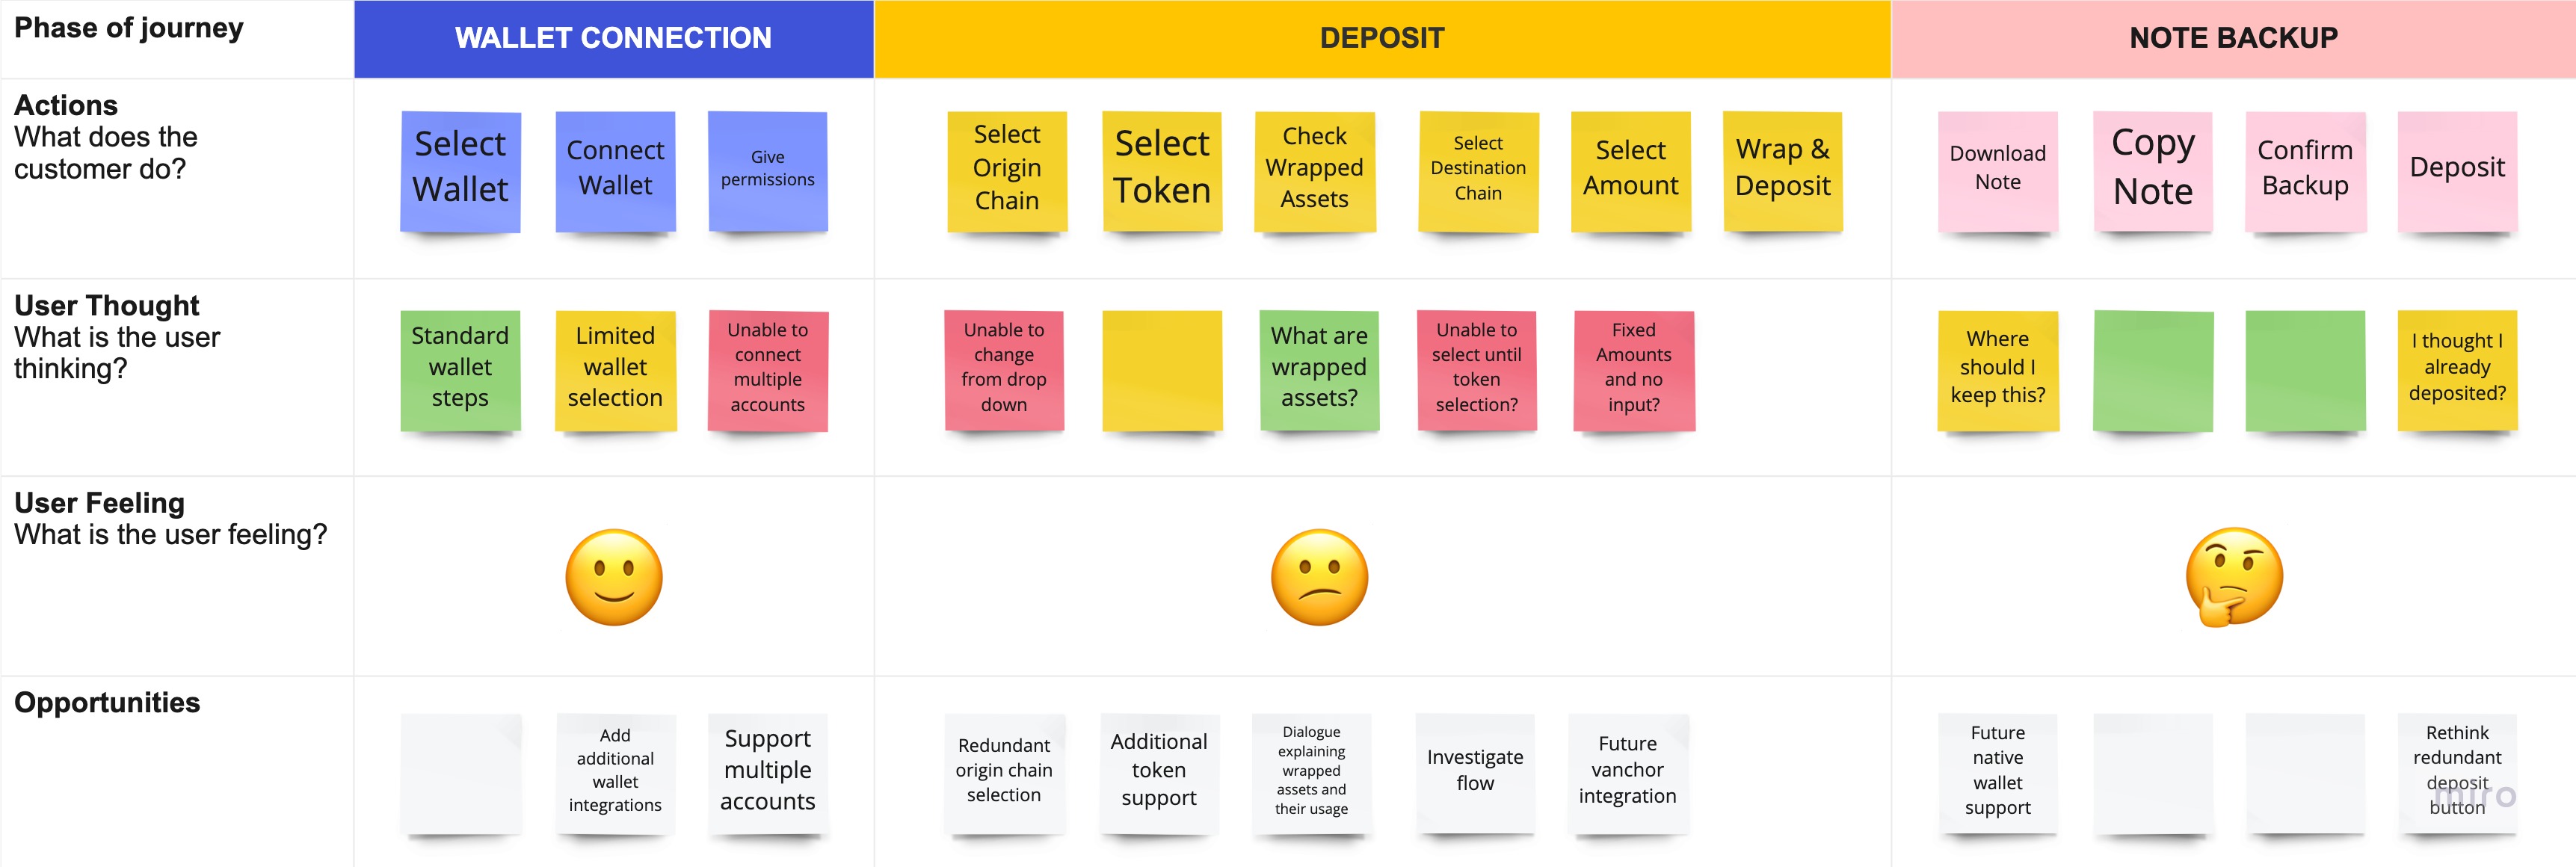 Phase of journey
WALLET CONNECTION
DEPOSIT
NOTE BACKUP
Actions
What does the
customer do?
Select
Wallet
Connect
Wallet
Give
permissions
Select
Origin
Chain
Select
Token
Check
Wrapped
Assets
Select
Destination
Chain
Select
Amount
Wrap &
Deposit
Download
Note
Copy
Note
Confirm
Backup
Deposit
User Thought
What is the user
thinking?
Standard
wallet
steps
Limited
wallet
selection
Unable to
connect
multiple
accounts
Unable to
change
from drop
down
What are
wrapped
assets?
Unable to
select until
token
selection?
Fixed
Amounts
and no
input?
Where
should I
keep this?
I thought I
already
deposited?
User Feeling
What is the user feeling?
Opportunities
Add
additional
wallet
integrations
Support
multiple
accounts
Redundant
origin chain
selection
Additional
token
support
Dialogue
explaining
wrapped
assets and
their usage
Investigate
flow
Future
vanchor
integration
Future
native
wallet
support
Rethink
redundant
deposit
button
miro